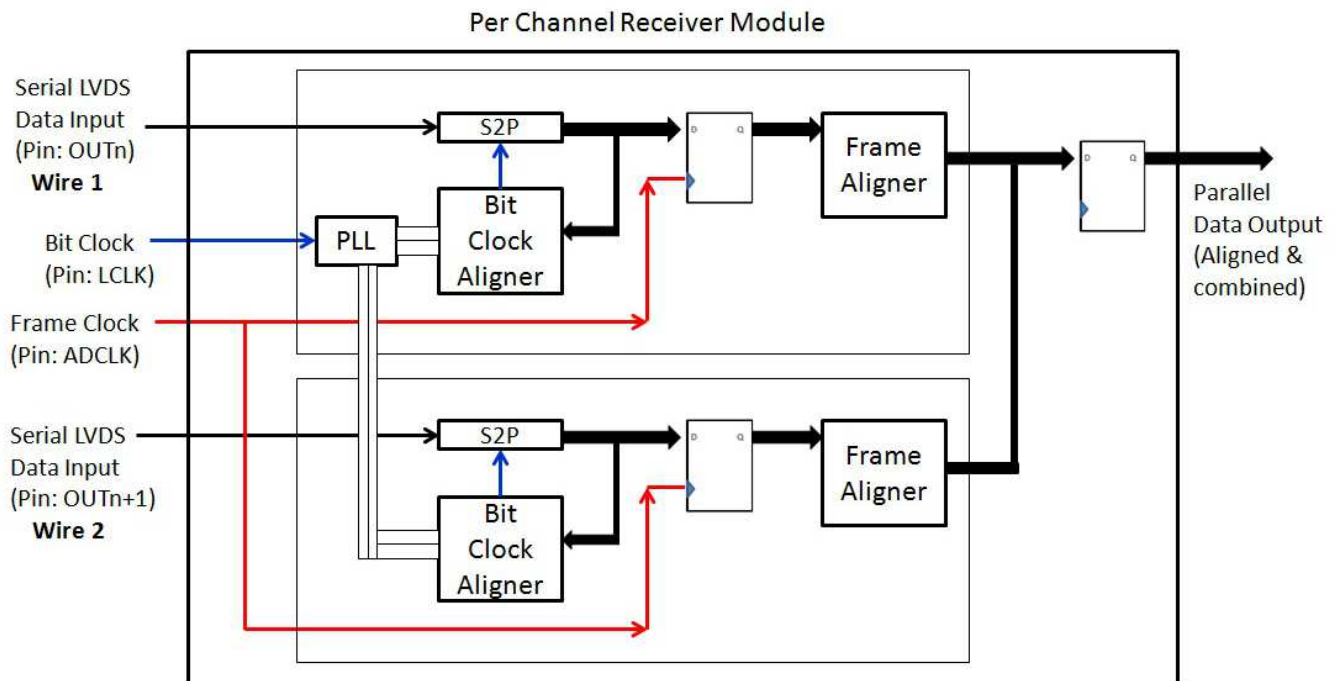 Per Channel Receiver Module
Serial LVDS
Data Input
(Pin: OUTn)
Wire 1
Bit Clock
(Pin: LCLK)
Frame Clock
(Pin: ADCLK)
Serial LVDS
Data Input
(Pin: OUTn+1)
Wire 2
S2P
PLL
Bit
Clock
Aligner
D Q
Frame
Aligner
S2P
Bit
Clock
Aligner
D Q
Frame
Aligner
D Q
Parallel
Data Output
(Aligned &
combined)